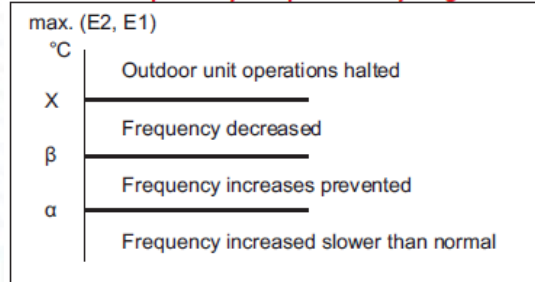 max. (E2, E1)
°C
Outdoor unit operations halted
X
Frequency decreased
β
Frequency increases prevented
α
Frequency increased slower than normal